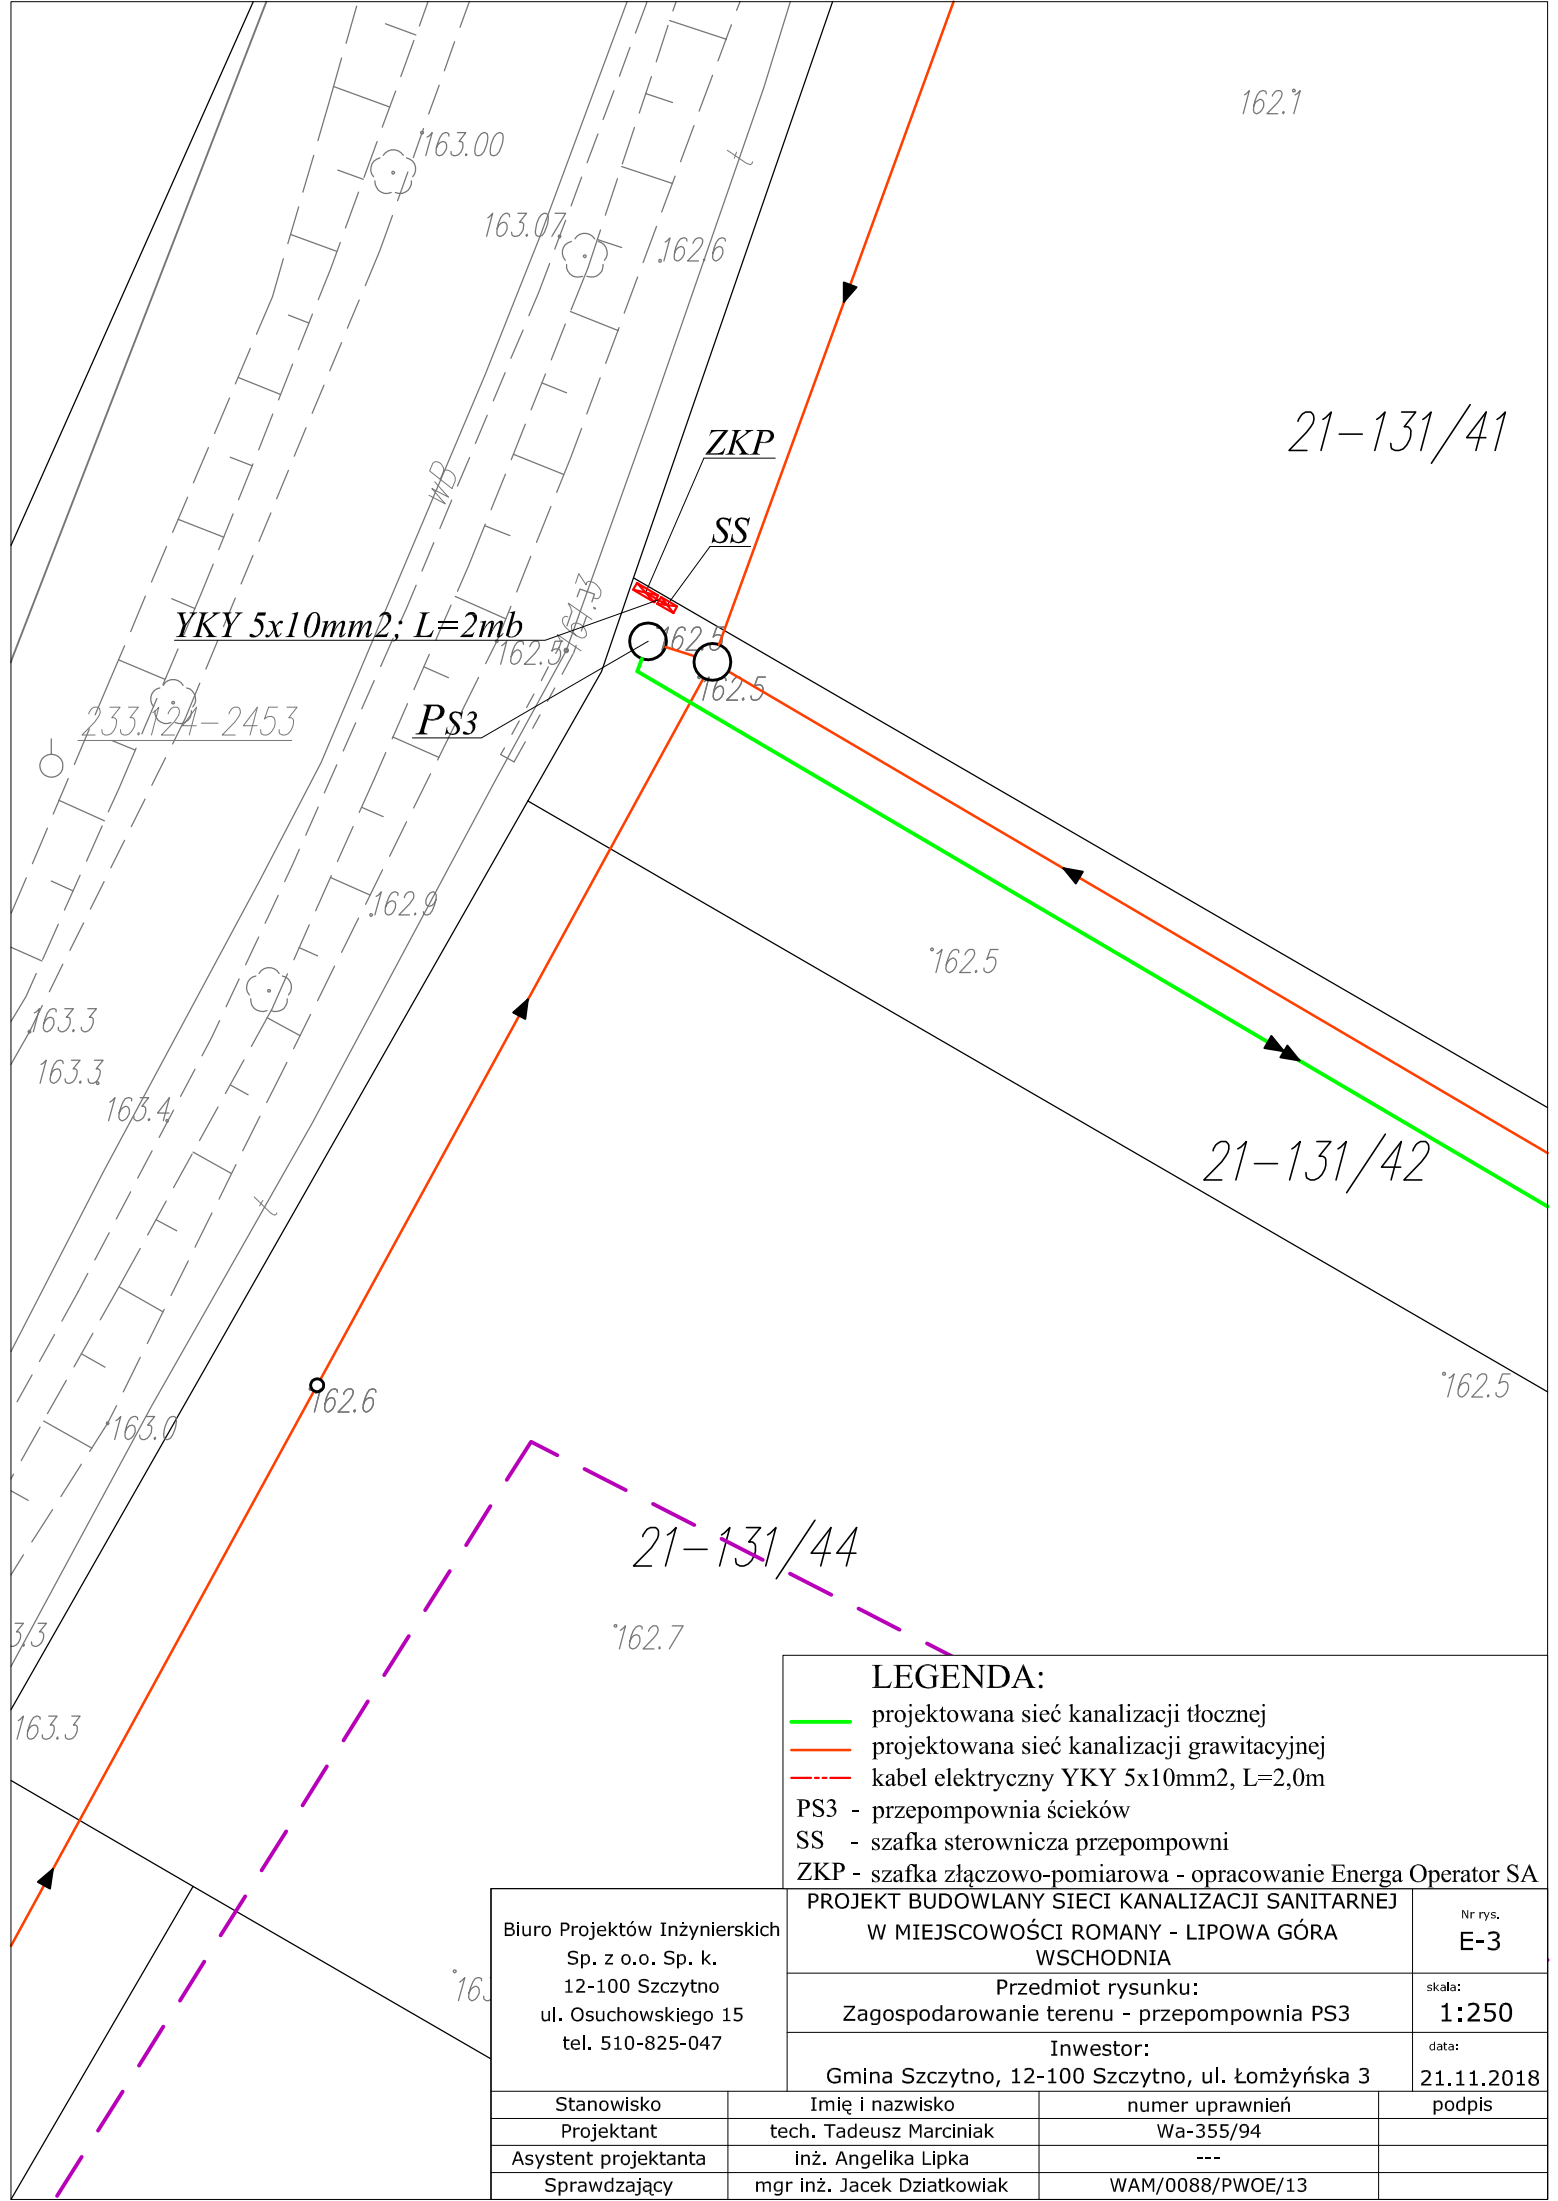 162.1
163.00
163.07
162.6
21-131/41
ZKP
wB
SS
YKY 5x10mm2; L=2mb
162.5
162.5
162.5
PS3
233.124-2453
162.9
162.5
163.3
163.3
163.4
21-131/42
t
t
162.5
162.6
163.0
21-131/44
162.7
3.3
163.3
LEGENDA:
projektowana sieć kanalizacji tłocznej
projektowana sieć kanalizacji grawitacyjnej
kabel elektryczny YKY 5x10mm2, L=2,0m
PS3 - przepompownia ścieków
SS - szafka sterownicza przepompowni
ZKP - szafka złączowo-pomiarowa - opracowanie Energa Operator SA
Biuro Projektów Inżynierskich
Sp. z o.o. Sp. k.
12-100 Szczytno
ul. Osuchowskiego 15
tel. 510-825-047
PROJEKT BUDOWLANY SIECI KANALIZACJI SANITARNEJ
W MIEJSCOWOŚCI ROMANY - LIPOWA GÓRA
WSCHODNIA
Nr rys.
E-3
Przedmiot rysunku:
Zagospodarowanie terenu - przepompownia PS3
skala:
1:250
Inwestor:
Gmina Szczytno, 12-100 Szczytno, ul. Łomżyńska 3
data:
21.11.2018
Stanowisko Imię i nazwisko numer uprawnień podpis
Projektant tech. Tadeusz Marciniak Wa-355/94
Asystent projektanta inż. Angelika Lipka ---
Sprawdzający mgr inż. Jacek Dziatkowiak WAM/0088/PWOE/13